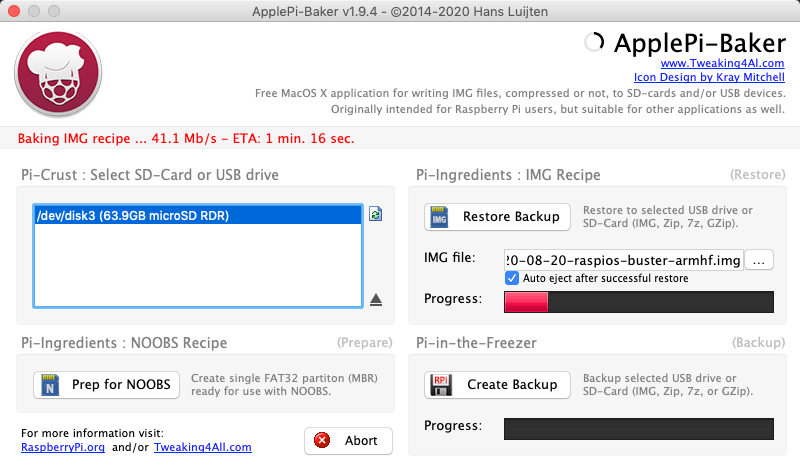 ApplePi-Baker v1.9.4 - ©2014-2020 Hans Luijten
ApplePi-Baker
www.Tweaking4Al.com
Icon Design by Kray Mitchell
Free MacOS X application for writing IMG files, compressed or not, to SD-cards and/or USB devices.
Originally intended for Raspberry Pi users, but suitable for other applications as well.
Baking IMG recipe ... 41.1 Mb/s - ETA: 1 min. 16 sec.
Pi-Crust : Select SD-Card or USB drive
/dev/disk3 (63.9GB microSD RDR)
Pi-Ingredients : IMG Recipe (Restore)
IMG
Restore Backup
Restore to selected USB drive or
SD-Card (IMG, Zip, 7z, GZip).
IMG file: 20-08-20-raspios-buster-armhf.img ...
Auto eject after successful restore
Progress:
Pi-Ingredients : NOOBS Recipe (Prepare)
N
Prep for NOOBS
Create single FAT32 partiton (MBR)
ready for use with NOOBS.
Pi-in-the-Freezer (Backup)
RPI
Create Backup
Backup selected USB drive or
SD-Card (IMG, Zip, 7z, or GZip).
Progress:
For more information visit:
RaspberryPi.org and/or Tweaking4All.com
Abort